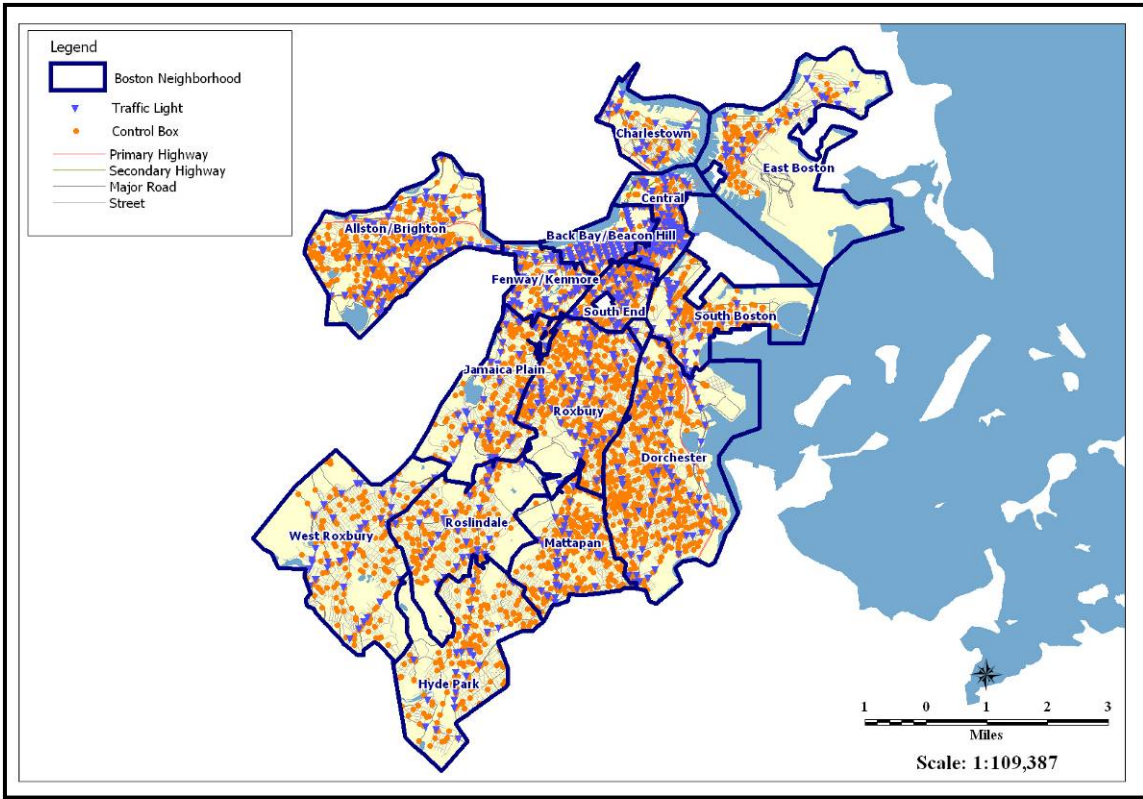 Legend
Boston Neighborhood
Traffic Light
Control Box
Primary Highway
Secondary Highway
Major Road
Street
Charlestown
East Boston
Central
Allston/Brighton
Back Bay/Beacon Hill
Fenway/Kenmore
South End
South Boston
Jamaica Plain
Roxbury
Dorchester
West Roxbury
Roslindale
Mattapan
Hyde Park
1 0 1 2 3
Miles
Scale: 1:109,387